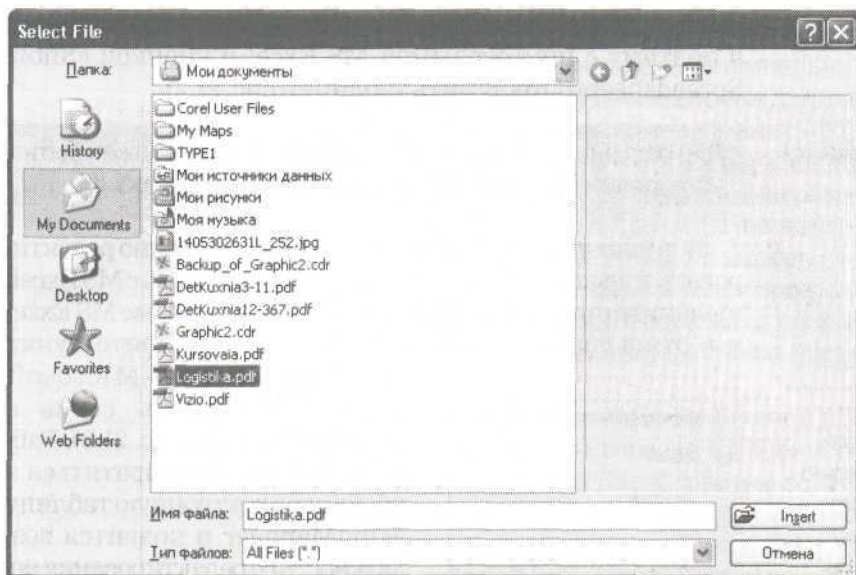 Select File
Папка:
Мои документы
History
My Documents
Desktop
Favorites
Web Folders
Corel User Files
My Maps
TYPE1
Мои источники данных
Мои рисунки
Моя музыка
1405302631L_252.jpg
Backup_of_Graphic2.cdr
DetKuxnia3-11.pdf
DetKuxnia12-367.pdf
Graphic2.cdr
Kursovaia.pdf
Logistika.pdf
Vizio.pdf
Имя файла: Logistika.pdf
Insert
Тип файлов: All Files (*.*)
Отмена